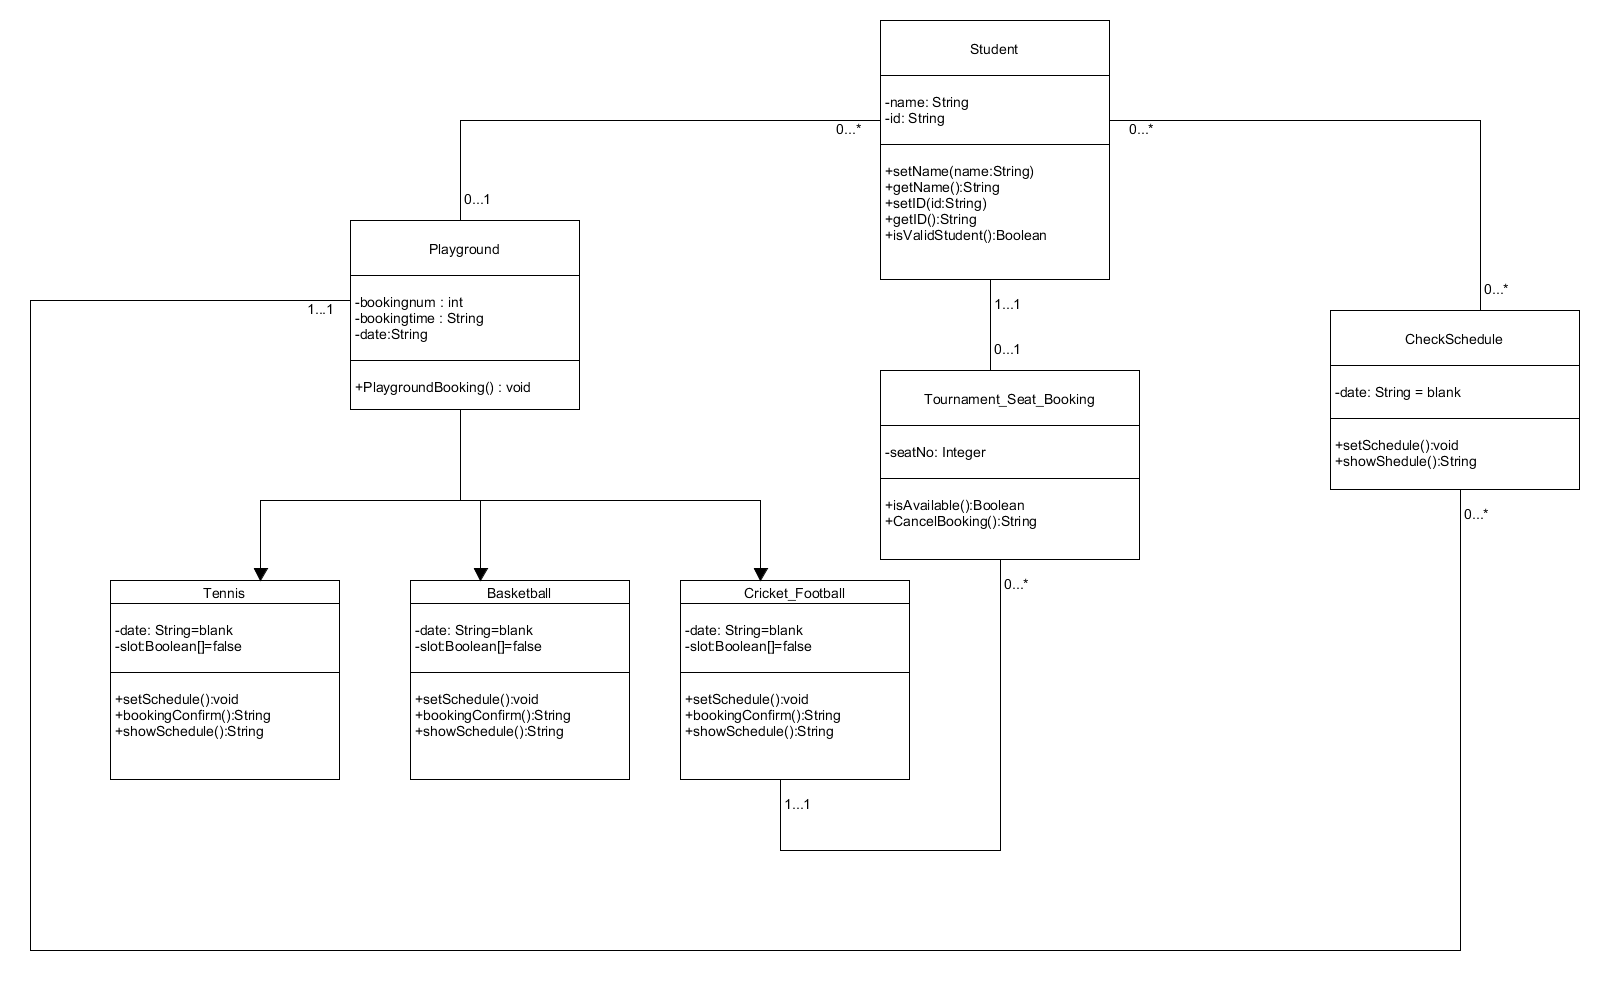 Student
-name: String
-id: String
+setName(name:String)
+getName():String
+setID(id:String)
+getID():String
+isValidStudent():Boolean
0...*
0...*
0...1
1...1
0...1
0...*
Playground
-bookingnum : int
-bookingtime : String
-date:String
+PlaygroundBooking() : void
1...1
Tournament_Seat_Booking
-seatNo: Integer
+isAvailable():Boolean
+CancelBooking():String
0...*
CheckSchedule
-date: String = blank
+setSchedule():void
+showShedule():String
0...*
Tennis
-date: String=blank
-slot:Boolean[]=false
+setSchedule():void
+bookingConfirm():String
+showSchedule():String
Basketball
-date: String=blank
-slot:Boolean[]=false
+setSchedule():void
+bookingConfirm():String
+showSchedule():String
Cricket_Football
-date: String=blank
-slot:Boolean[]=false
+setSchedule():void
+bookingConfirm():String
+showSchedule():String
1...1